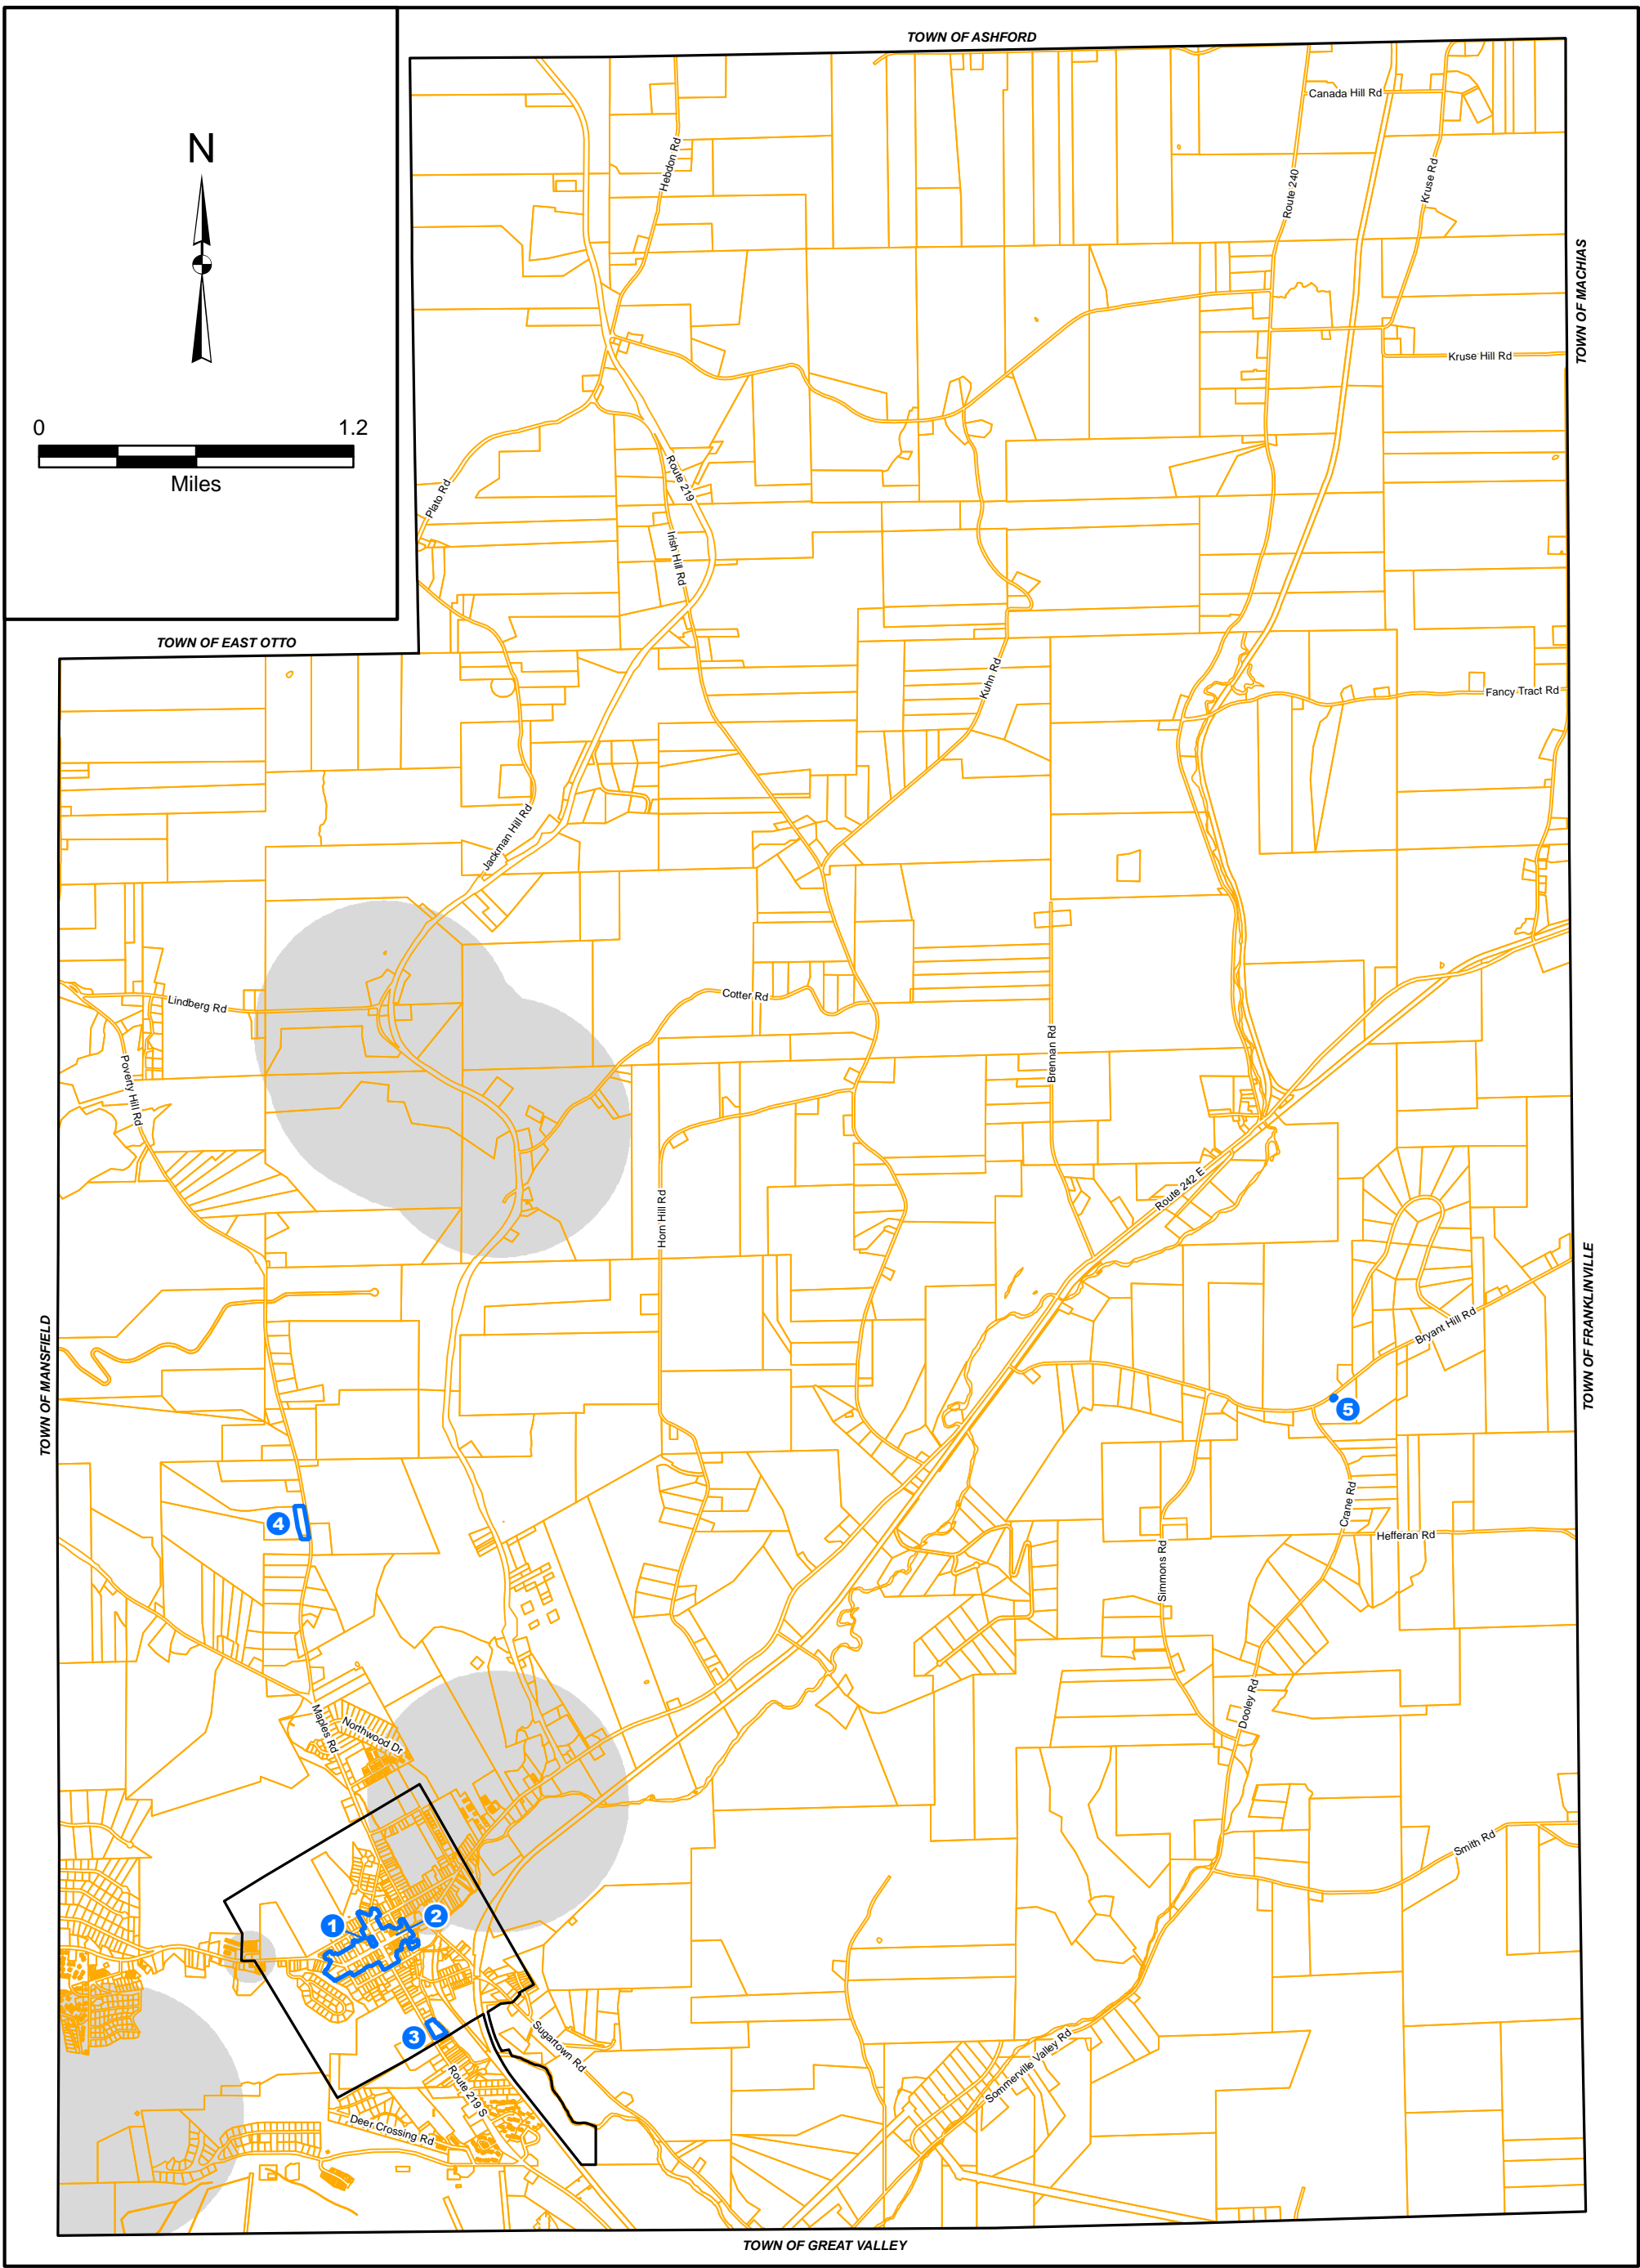 TOWN OF ASHFORD
Canada Hill Rd
N
Hebdon Rd
Route 240
Kruse Rd
TOWN OF MACHIAS
Kruse Hill Rd
0 1.2
Miles
Plato Rd
Route 219
Irish Hill Rd
TOWN OF EAST OTTO
Kuhn Rd
Fancy Tract Rd
Jackman Hill Rd
Lindberg Rd
Cotter Rd
Poverty Hill Rd
Brennan Rd
Route 242 E
Horn Hill Rd
TOWN OF MANSFIELD
TOWN OF FRANKLINVILLE
Bryant Hill Rd
5
Crane Rd
4
Hefferan Rd
Simmons Rd
Dooley Rd
Maples Rd
Northwood Dr
Smith Rd
1
2
3
Sugartown Rd
Sommerville Valley Rd
Route 219 S
Deer Crossing Rd
TOWN OF GREAT VALLEY